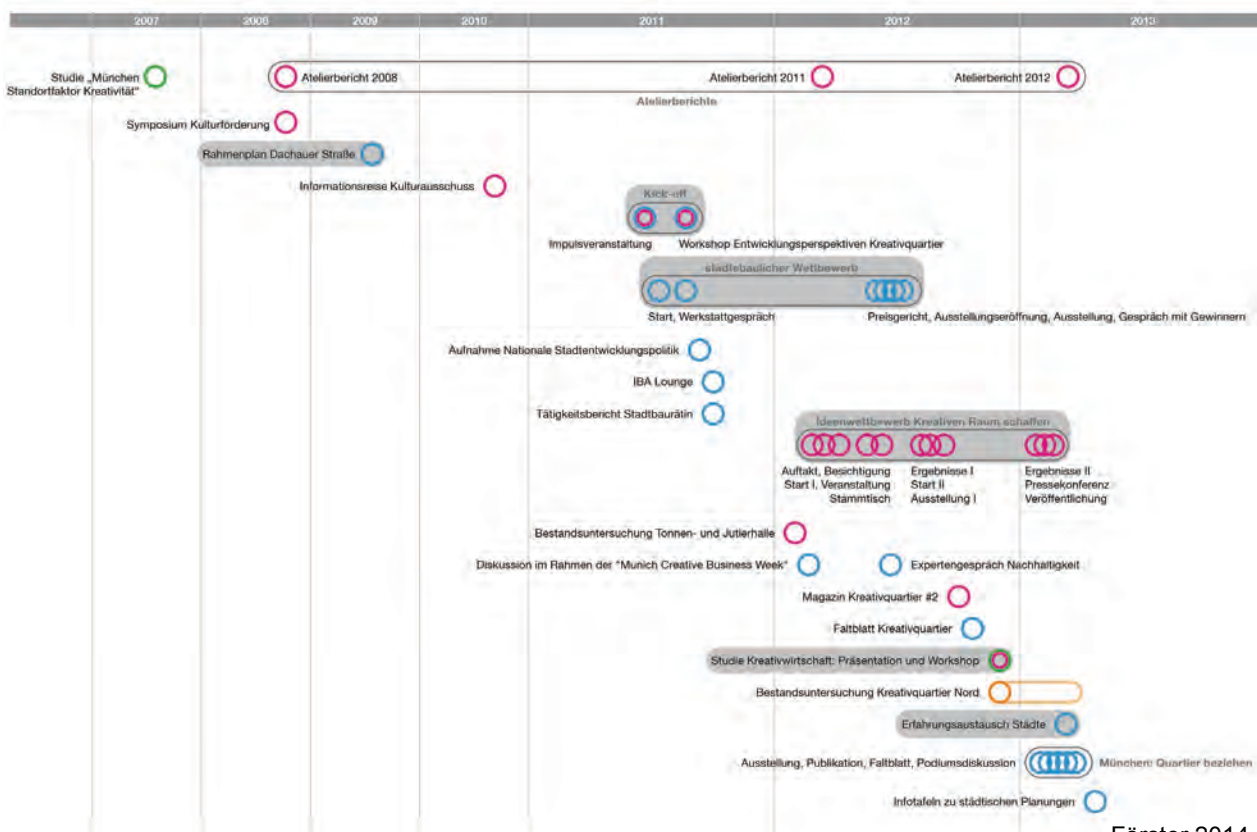 2007 2008 2009 2010 2011 2012 2013
Studie „München
Standortfaktor Kreativität"
Atelierbericht 2008
Atelierbericht 2011
Atelierbericht 2012
Atelierberichte
Symposium Kulturförderung
Rahmenplan Dachauer Straße
Informationsreise Kulturausschuss
Kick-off
Impulsveranstaltung
Workshop Entwicklungsperspektiven Kreativquartier
städtebaulicher Wettbewerb
Start, Werkstattgespräch
Preisgericht, Ausstellungseröffnung, Ausstellung, Gespräch mit Gewinnern
Aufnahme Nationale Stadtentwicklungspolitik
IBA Lounge
Tätigkeitsbericht Stadtbaurätin
Ideenwettbewerb Kreativen Raum schaffen
Auftakt, Besichtigung
Start I, Veranstaltung
Stammtisch
Ergebnisse I
Start II
Ausstellung I
Ergebnisse II
Pressekonferenz
Veröffentlichung
Bestandsuntersuchung Tonnen- und Jutierhalle
Diskussion im Rahmen der "Munich Creative Business Week"
Expertengespräch Nachhaltigkeit
Magazin Kreativquartier #2
Faltblatt Kreativquartier
Studie Kreativwirtschaft: Präsentation und Workshop
Bestandsuntersuchung Kreativquartier Nord
Erfahrungsaustausch Städte
Ausstellung, Publikation, Faltblatt, Podiumsdiskussion
München: Quartier beziehen
Infotafeln zu städtischen Planungen
Förster 2014